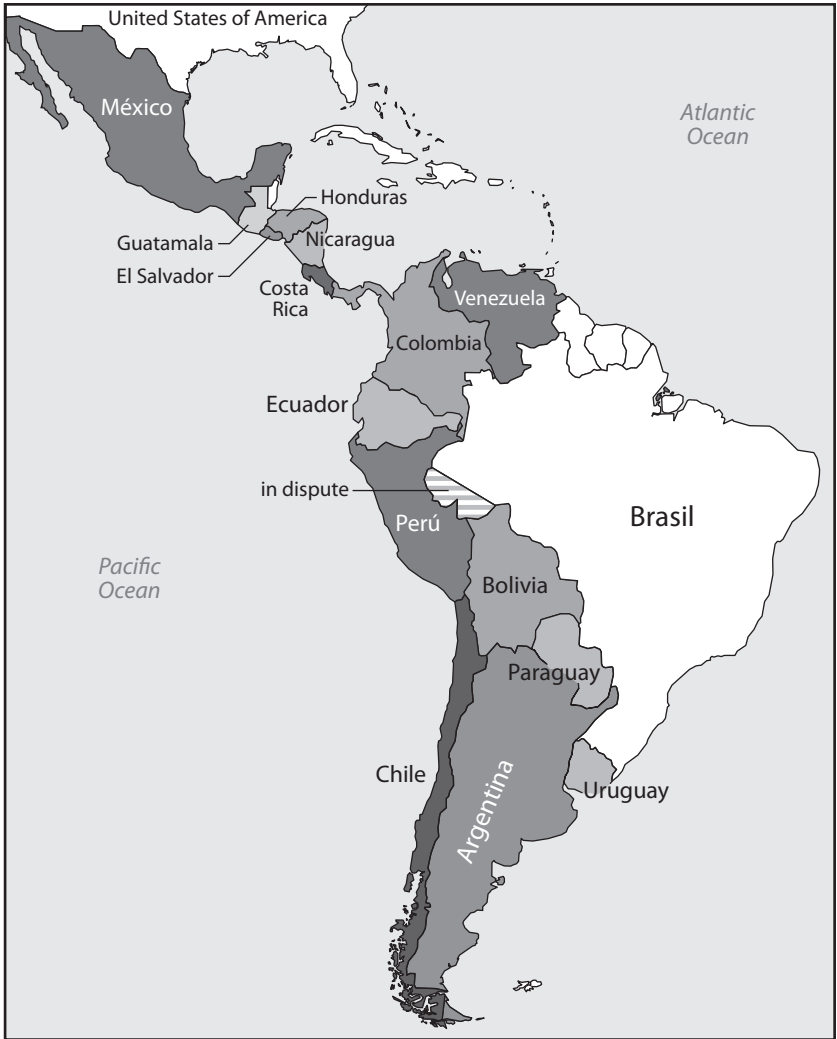 United States of America
México
Atlantic
Ocean
Honduras
Guatamala
Nicaragua
El Salvador
Costa
Rica
Venezuela
Colombia
Ecuador
in dispute
Perú
Brasil
Pacific
Ocean
Bolivia
Paraguay
Chile
Argentina
Uruguay